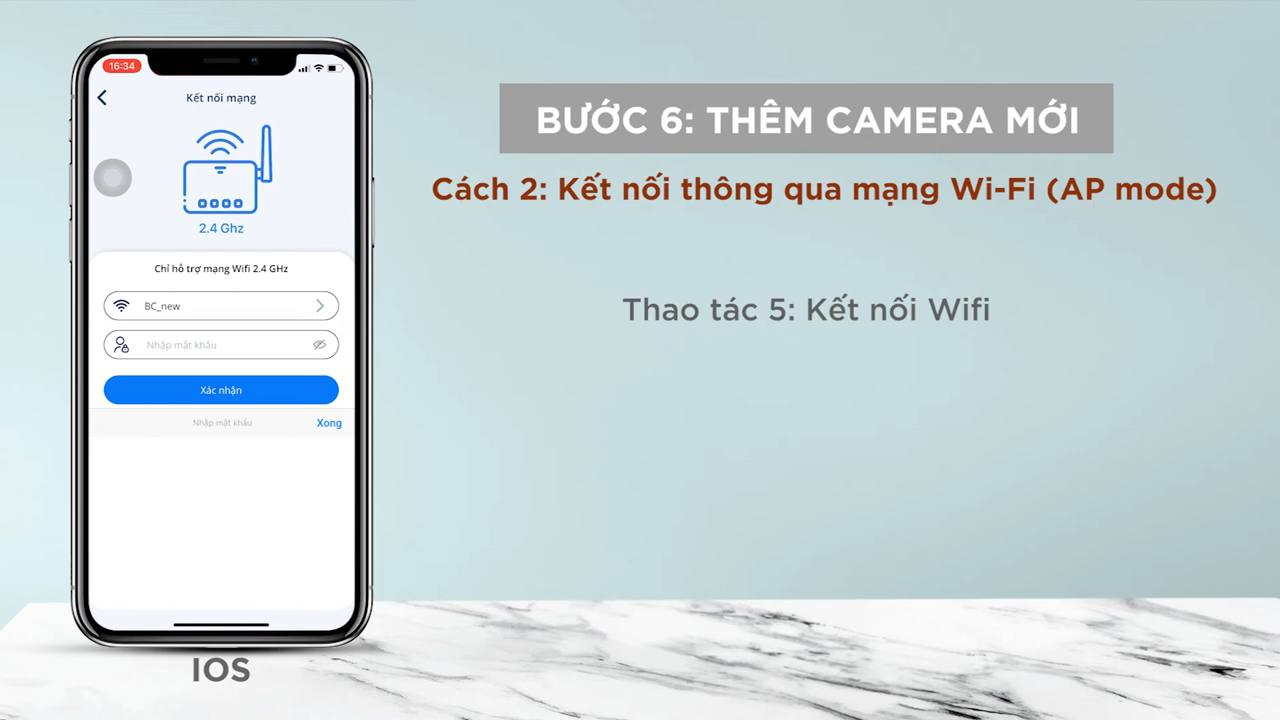 16:34
Kết nối mạng
2.4 Ghz
Chỉ hỗ trợ mạng Wifi 2.4 GHz
BC_new
Nhập mật khẩu
Xác nhận
Nhập mật khẩu Xong
IOS
BƯỚC 6: THÊM CAMERA MỚI
Cách 2: Kết nối thông qua mạng Wi-Fi (AP mode)
Thao tác 5: Kết nối Wifi